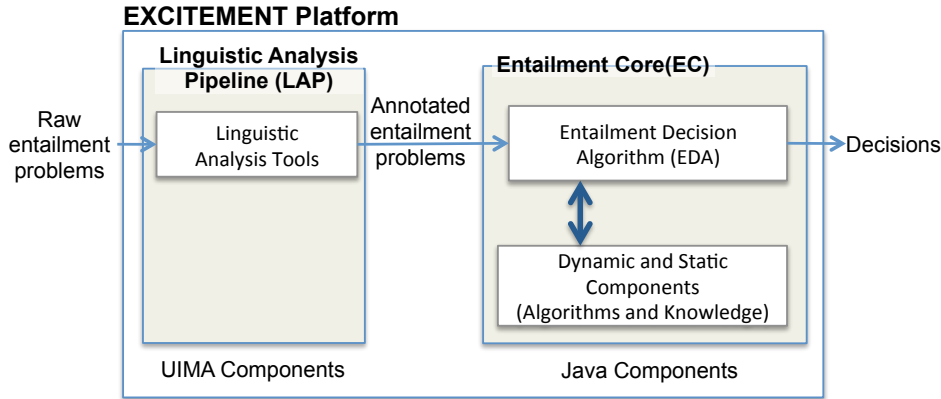 EXCITEMENT Platform
Linguistic Analysis
Pipeline (LAP)
Entailment Core(EC)
Raw
entailment
problems
Linguistic
Analysis Tools
Annotated
entailment
problems
Entailment Decision
Algorithm (EDA)
Decisions
Dynamic and Static
Components
(Algorithms and Knowledge)
UIMA Components
Java Components